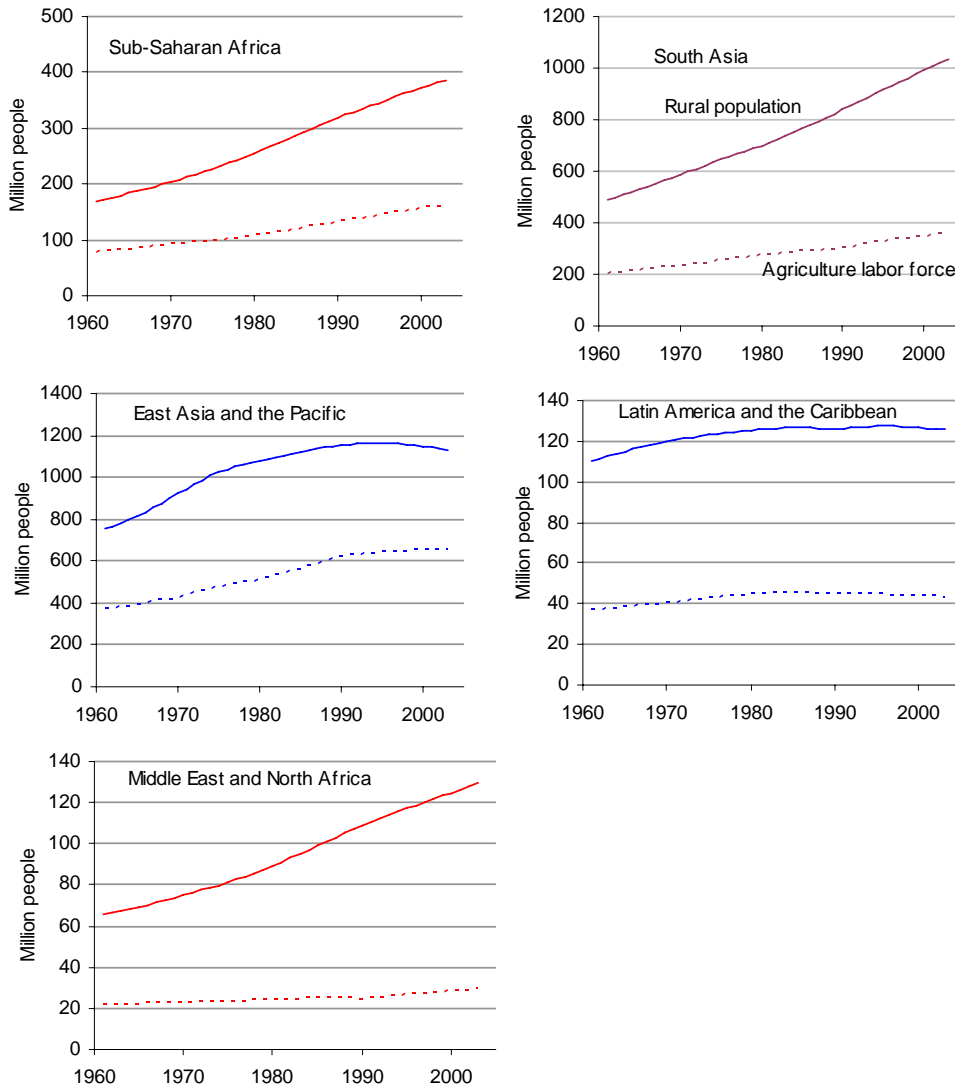 Sub-Saharan Africa
Million people
500
400
300
200
100
0
1960 1970 1980 1990 2000
South Asia
Rural population
Agriculture labor force
Million people
1200
1000
800
600
400
200
0
1960 1970 1980 1990 2000
East Asia and the Pacific
Million people
1400
1200
1000
800
600
400
200
0
1960 1970 1980 1990 2000
Latin America and the Caribbean
Million people
140
120
100
80
60
40
20
0
1960 1970 1980 1990 2000
Middle East and North Africa
Million people
140
120
100
80
60
40
20
0
1960 1970 1980 1990 2000